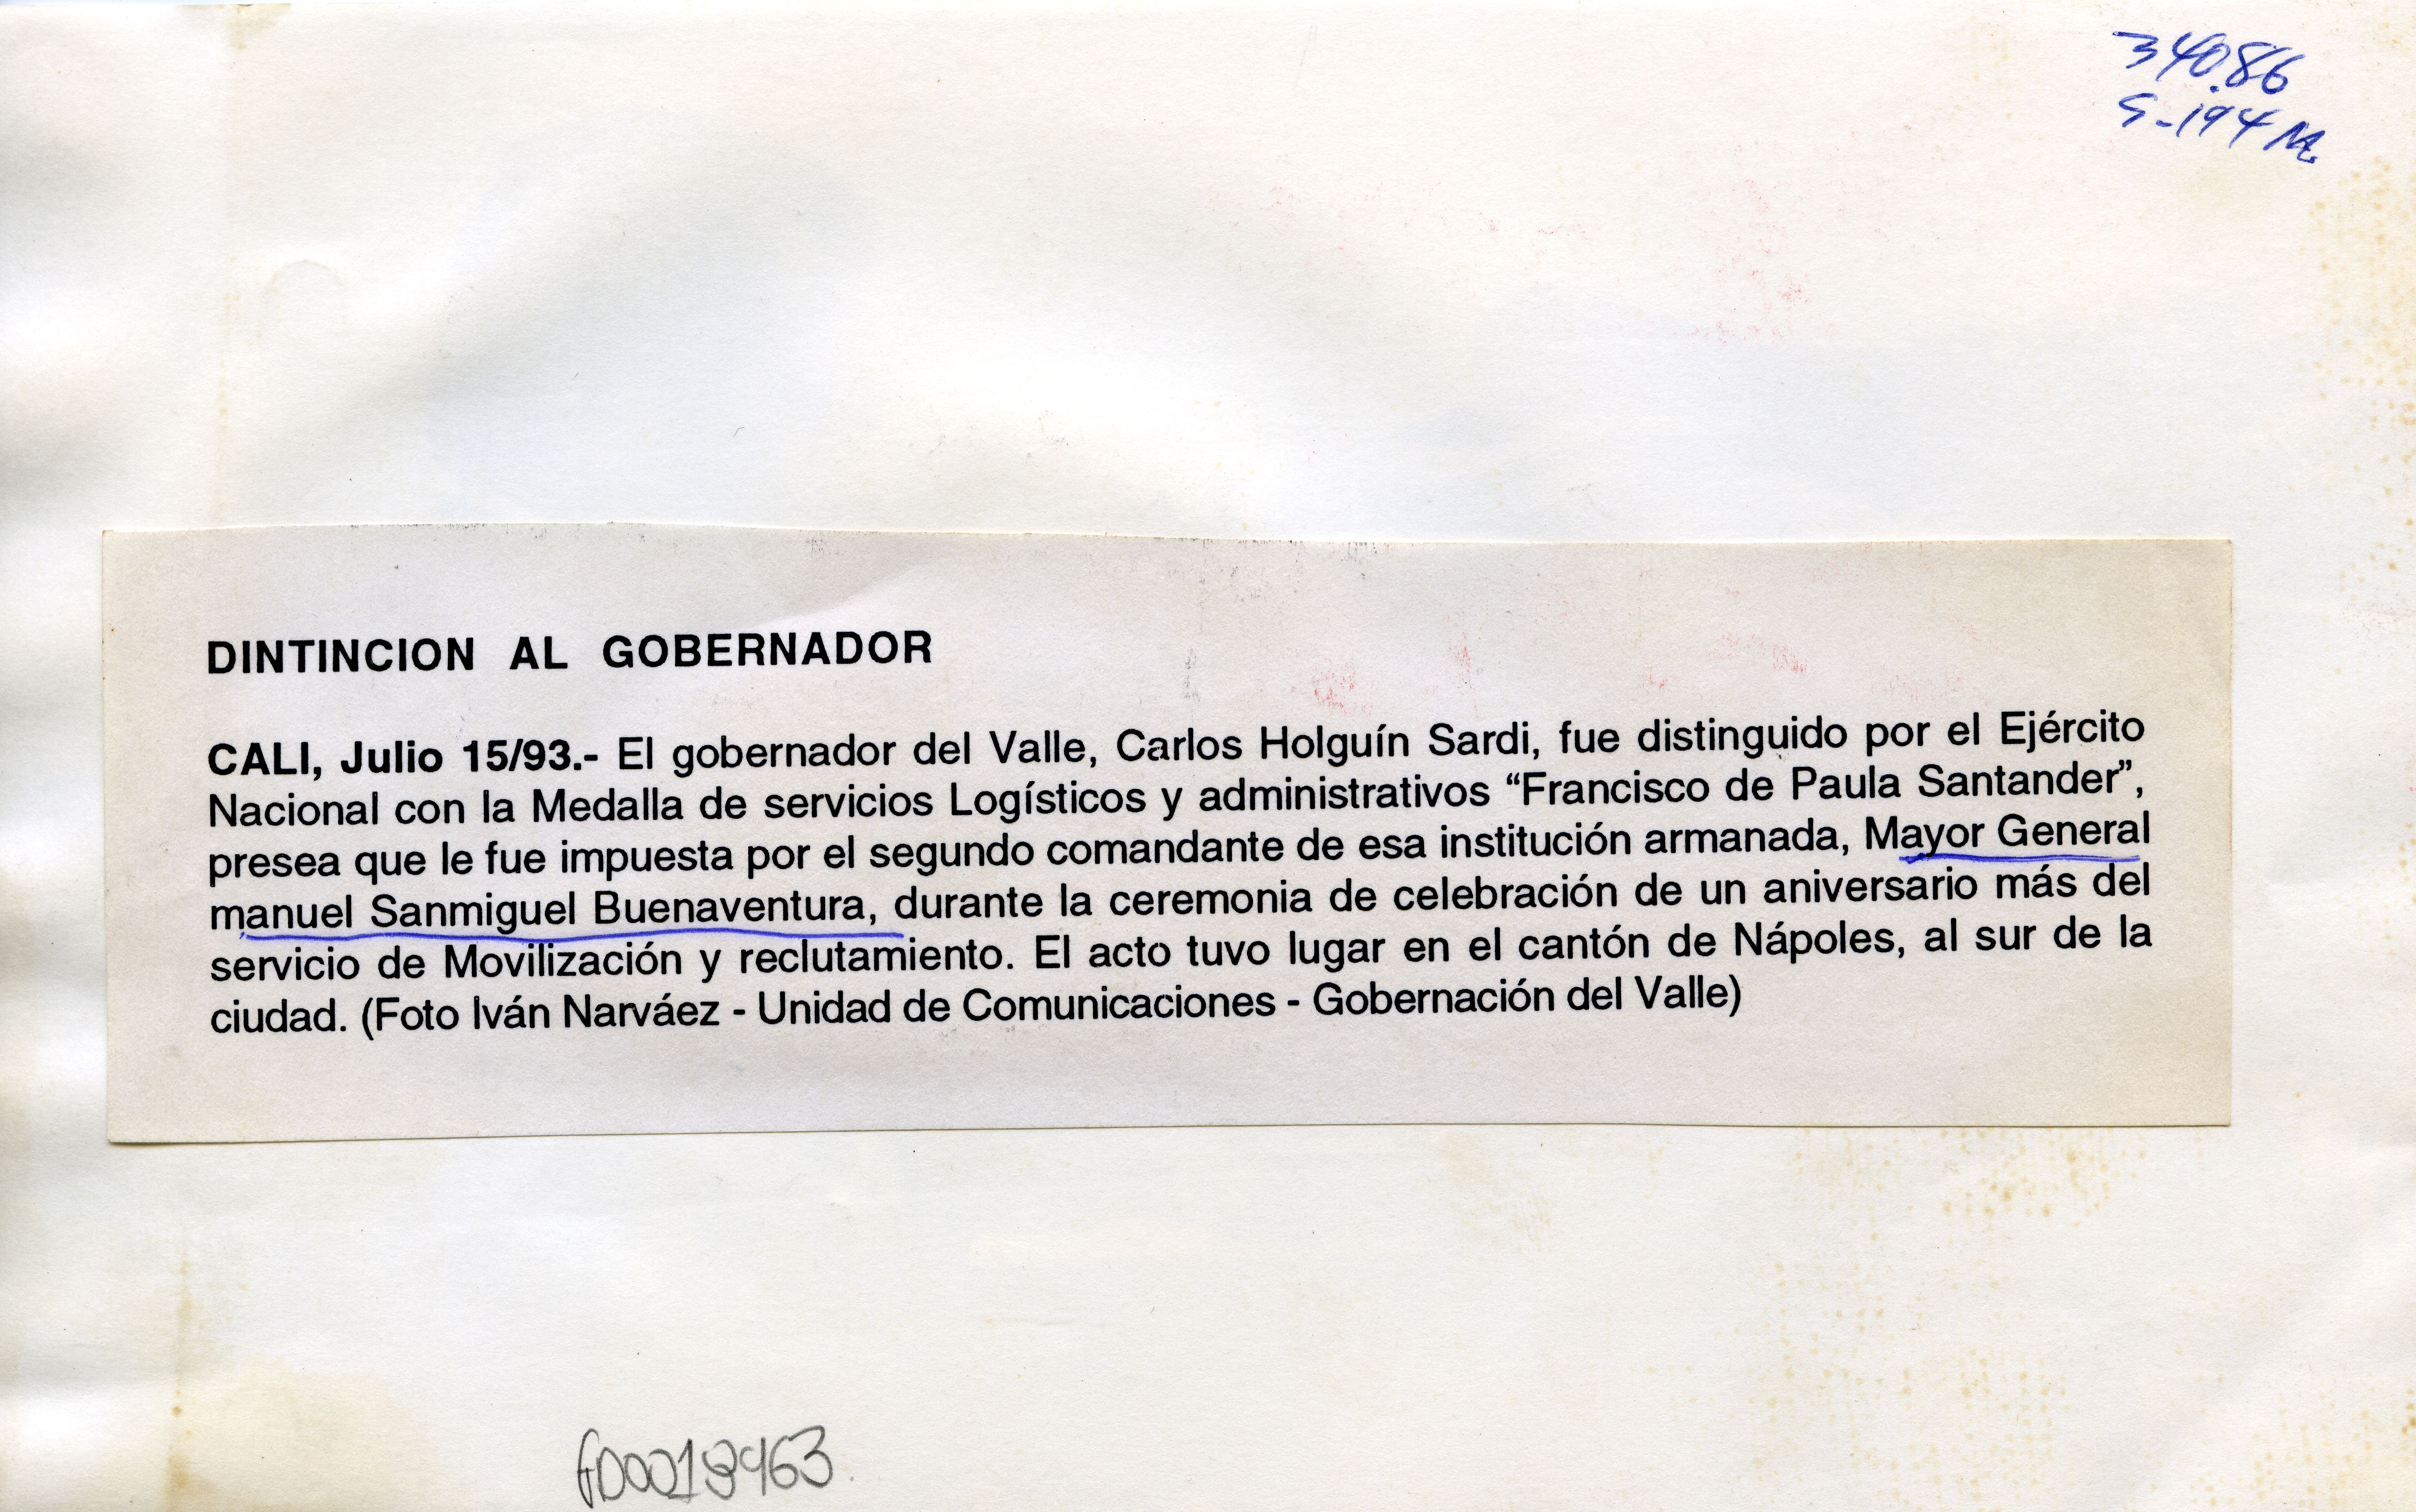 34086
S-194 M
DINTINCION AL GOBERNADOR
CALI, Julio 15/93.- El gobernador del Valle, Carlos Holguín Sardi, fue distinguido por el Ejército
Nacional con la Medalla de servicios Logísticos y administrativos “Francisco de Paula Santander”,
presea que le fue impuesta por el segundo comandante de esa institución armanada, Mayor General
manuel Sanmiguel Buenaventura, durante la ceremonia de celebración de un aniversario más del
servicio de Movilización y reclutamiento. El acto tuvo lugar en el cantón de Nápoles, al sur de la
ciudad. (Foto Iván Narváez - Unidad de Comunicaciones - Gobernación del Valle)